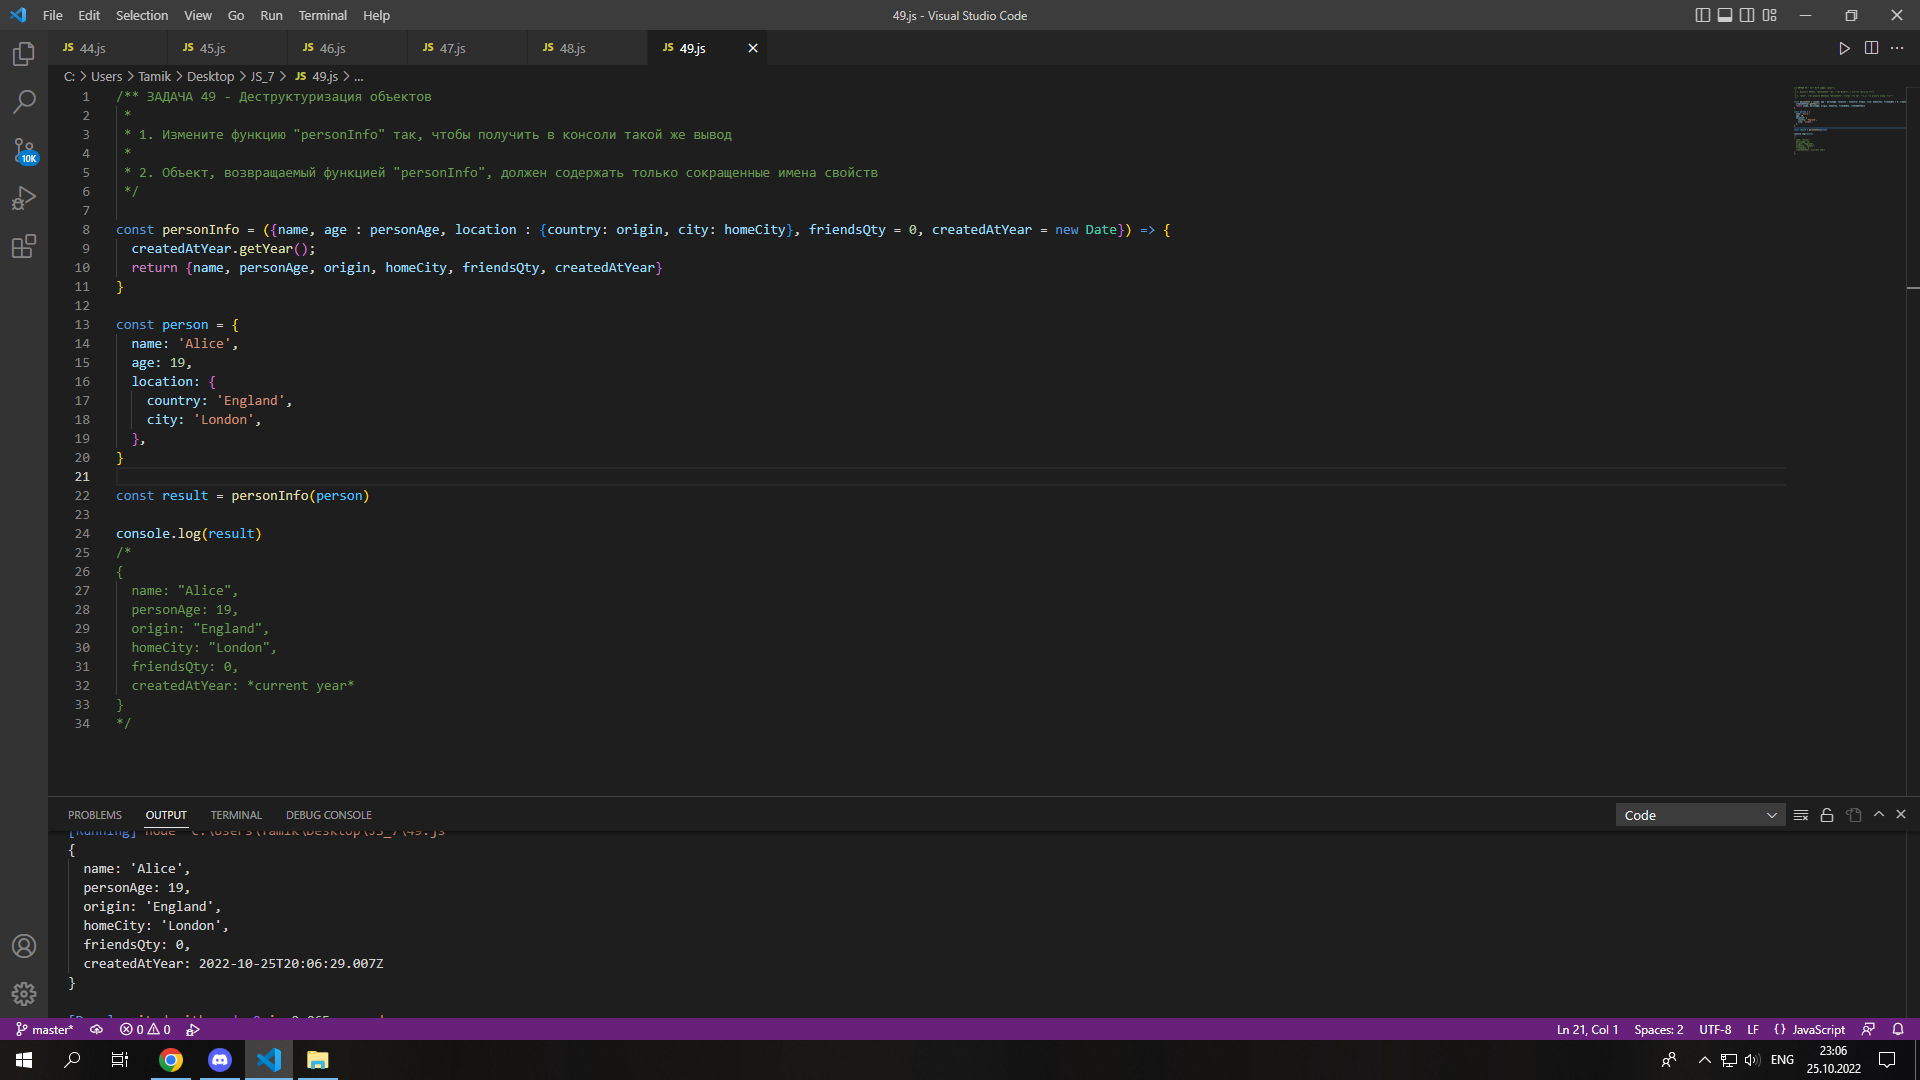 File Edit Selection View Go Run Terminal Help
49.js - Visual Studio Code
JS 44.js JS 45.js JS 46.js JS 47.js JS 48.js JS 49.js
C: > Users > Tamik > Desktop > JS_7 > JS 49.js > ...
1 /** ЗАДАЧА 49 - Деструктуризация объектов
2 *
3 * 1. Измените функцию "personInfo" так, чтобы получить в консоли такой же вывод
4 *
5 * 2. Объект, возвращаемый функцией "personInfo", должен содержать только сокращенные имена свойств
6 */
7
8 const personInfo = ({name, age : personAge, location : {country: origin, city: homeCity}, friendsQty = 0, createdAtYear = new Date}) => {
9 createdAtYear.getYear();
10 return {name, personAge, origin, homeCity, friendsQty, createdAtYear}
11 }
12
13 const person = {
14 name: 'Alice',
15 age: 19,
16 location: {
17 country: 'England',
18 city: 'London',
19 },
20 }
21
22 const result = personInfo(person)
23
24 console.log(result)
25 /*
26 {
27 name: "Alice",
28 personAge: 19,
29 origin: "England",
30 homeCity: "London",
31 friendsQty: 0,
32 createdAtYear: *current year*
33 }
34 */
10K
PROBLEMS OUTPUT TERMINAL DEBUG CONSOLE
Code
[Running] node "c:\Users\Tamik\Desktop\JS_7\49.js"
{
name: 'Alice',
personAge: 19,
origin: 'England',
homeCity: 'London',
friendsQty: 0,
createdAtYear: 2022-10-25T20:06:29.007Z
}
master* 0 0
Ln 21, Col 1 Spaces: 2 UTF-8 LF {} JavaScript
ENG
23:06
25.10.2022